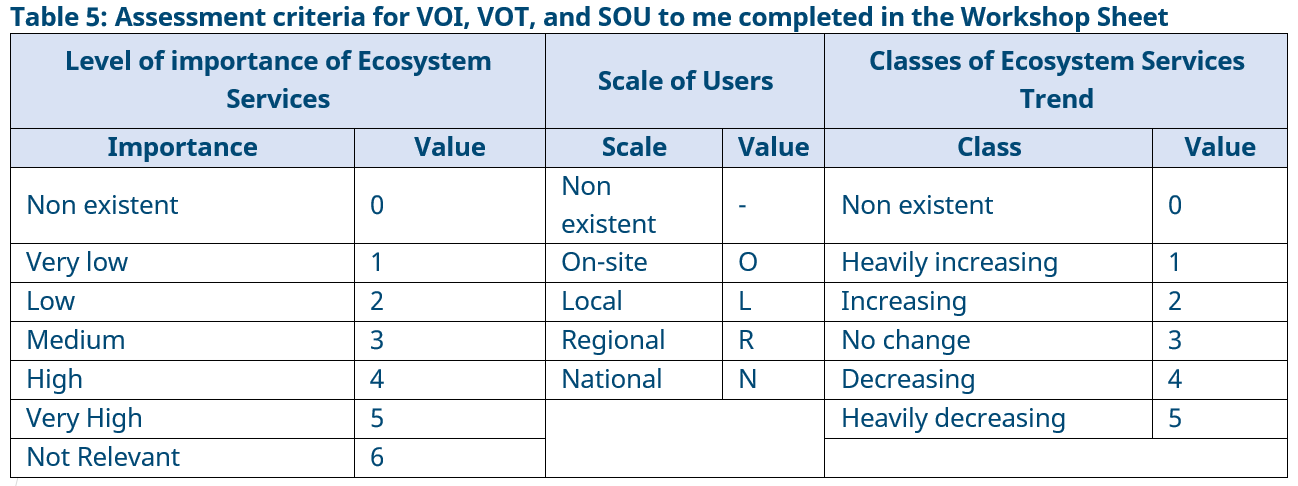 Table 5: Assessment criteria for VOI, VOT, and SOU to me completed in the Workshop Sheet
Level of importance of Ecosystem
Services
Scale of Users
Classes of Ecosystem Services
Trend
Importance Value Scale Value Class Value
Non existent 0 Non
existent - Non existent 0
Very low 1 On-site O Heavily increasing 1
Low 2 Local L Increasing 2
Medium 3 Regional R No change 3
High 4 National N Decreasing 4
Very High 5 Heavily decreasing 5
Not Relevant 6